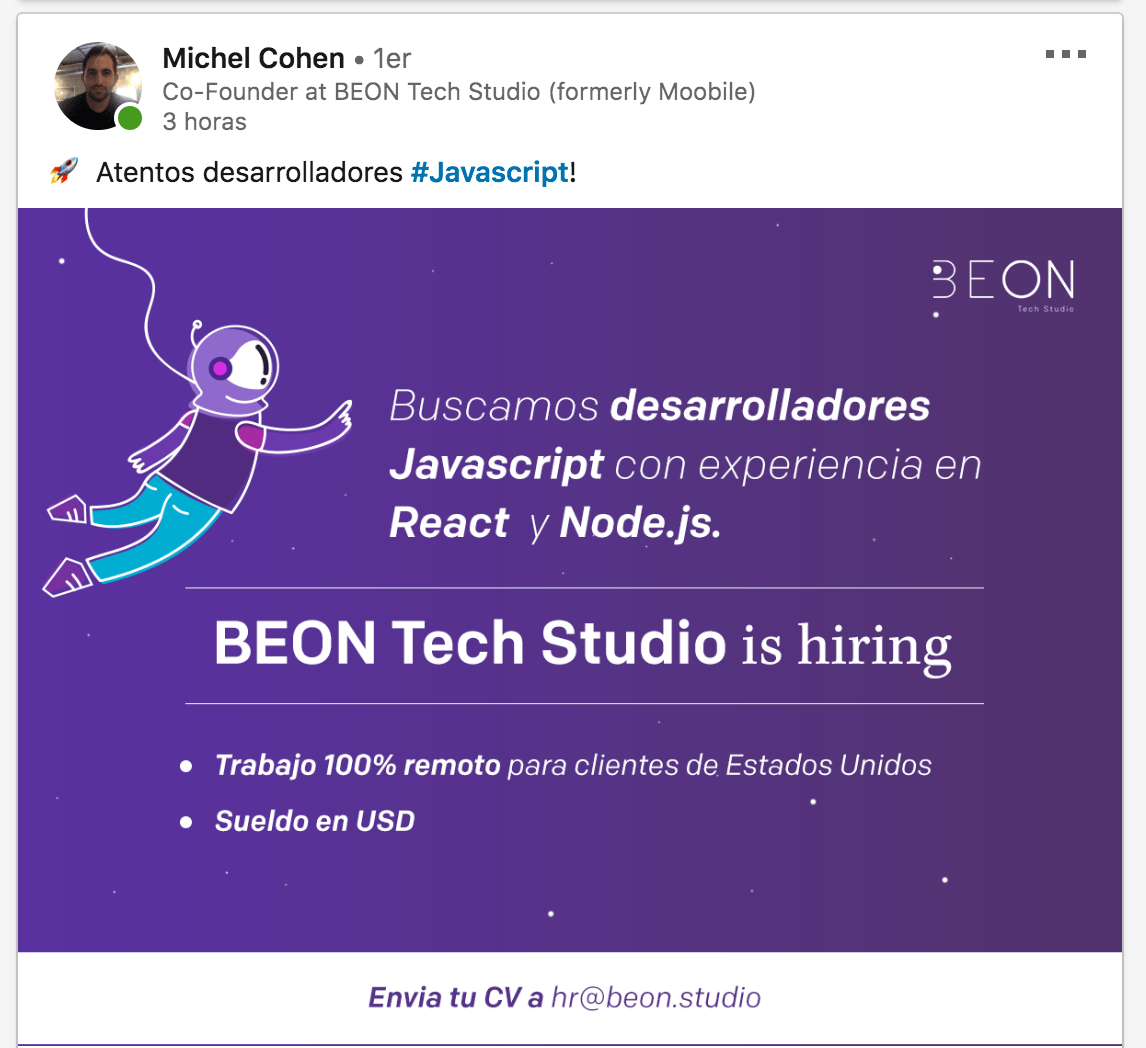 Michel Cohen • 1er
Co-Founder at BEON Tech Studio (formerly Moobile)
3 horas
🚀 Atentos desarrolladores #Javascript!
BEON
Tech Studio
Buscamos desarrolladores
Javascript con experiencia en
React y Node.js.
BEON Tech Studio is hiring
• Trabajo 100% remoto para clientes de Estados Unidos
• Sueldo en USD
Envia tu CV a hr@beon.studio